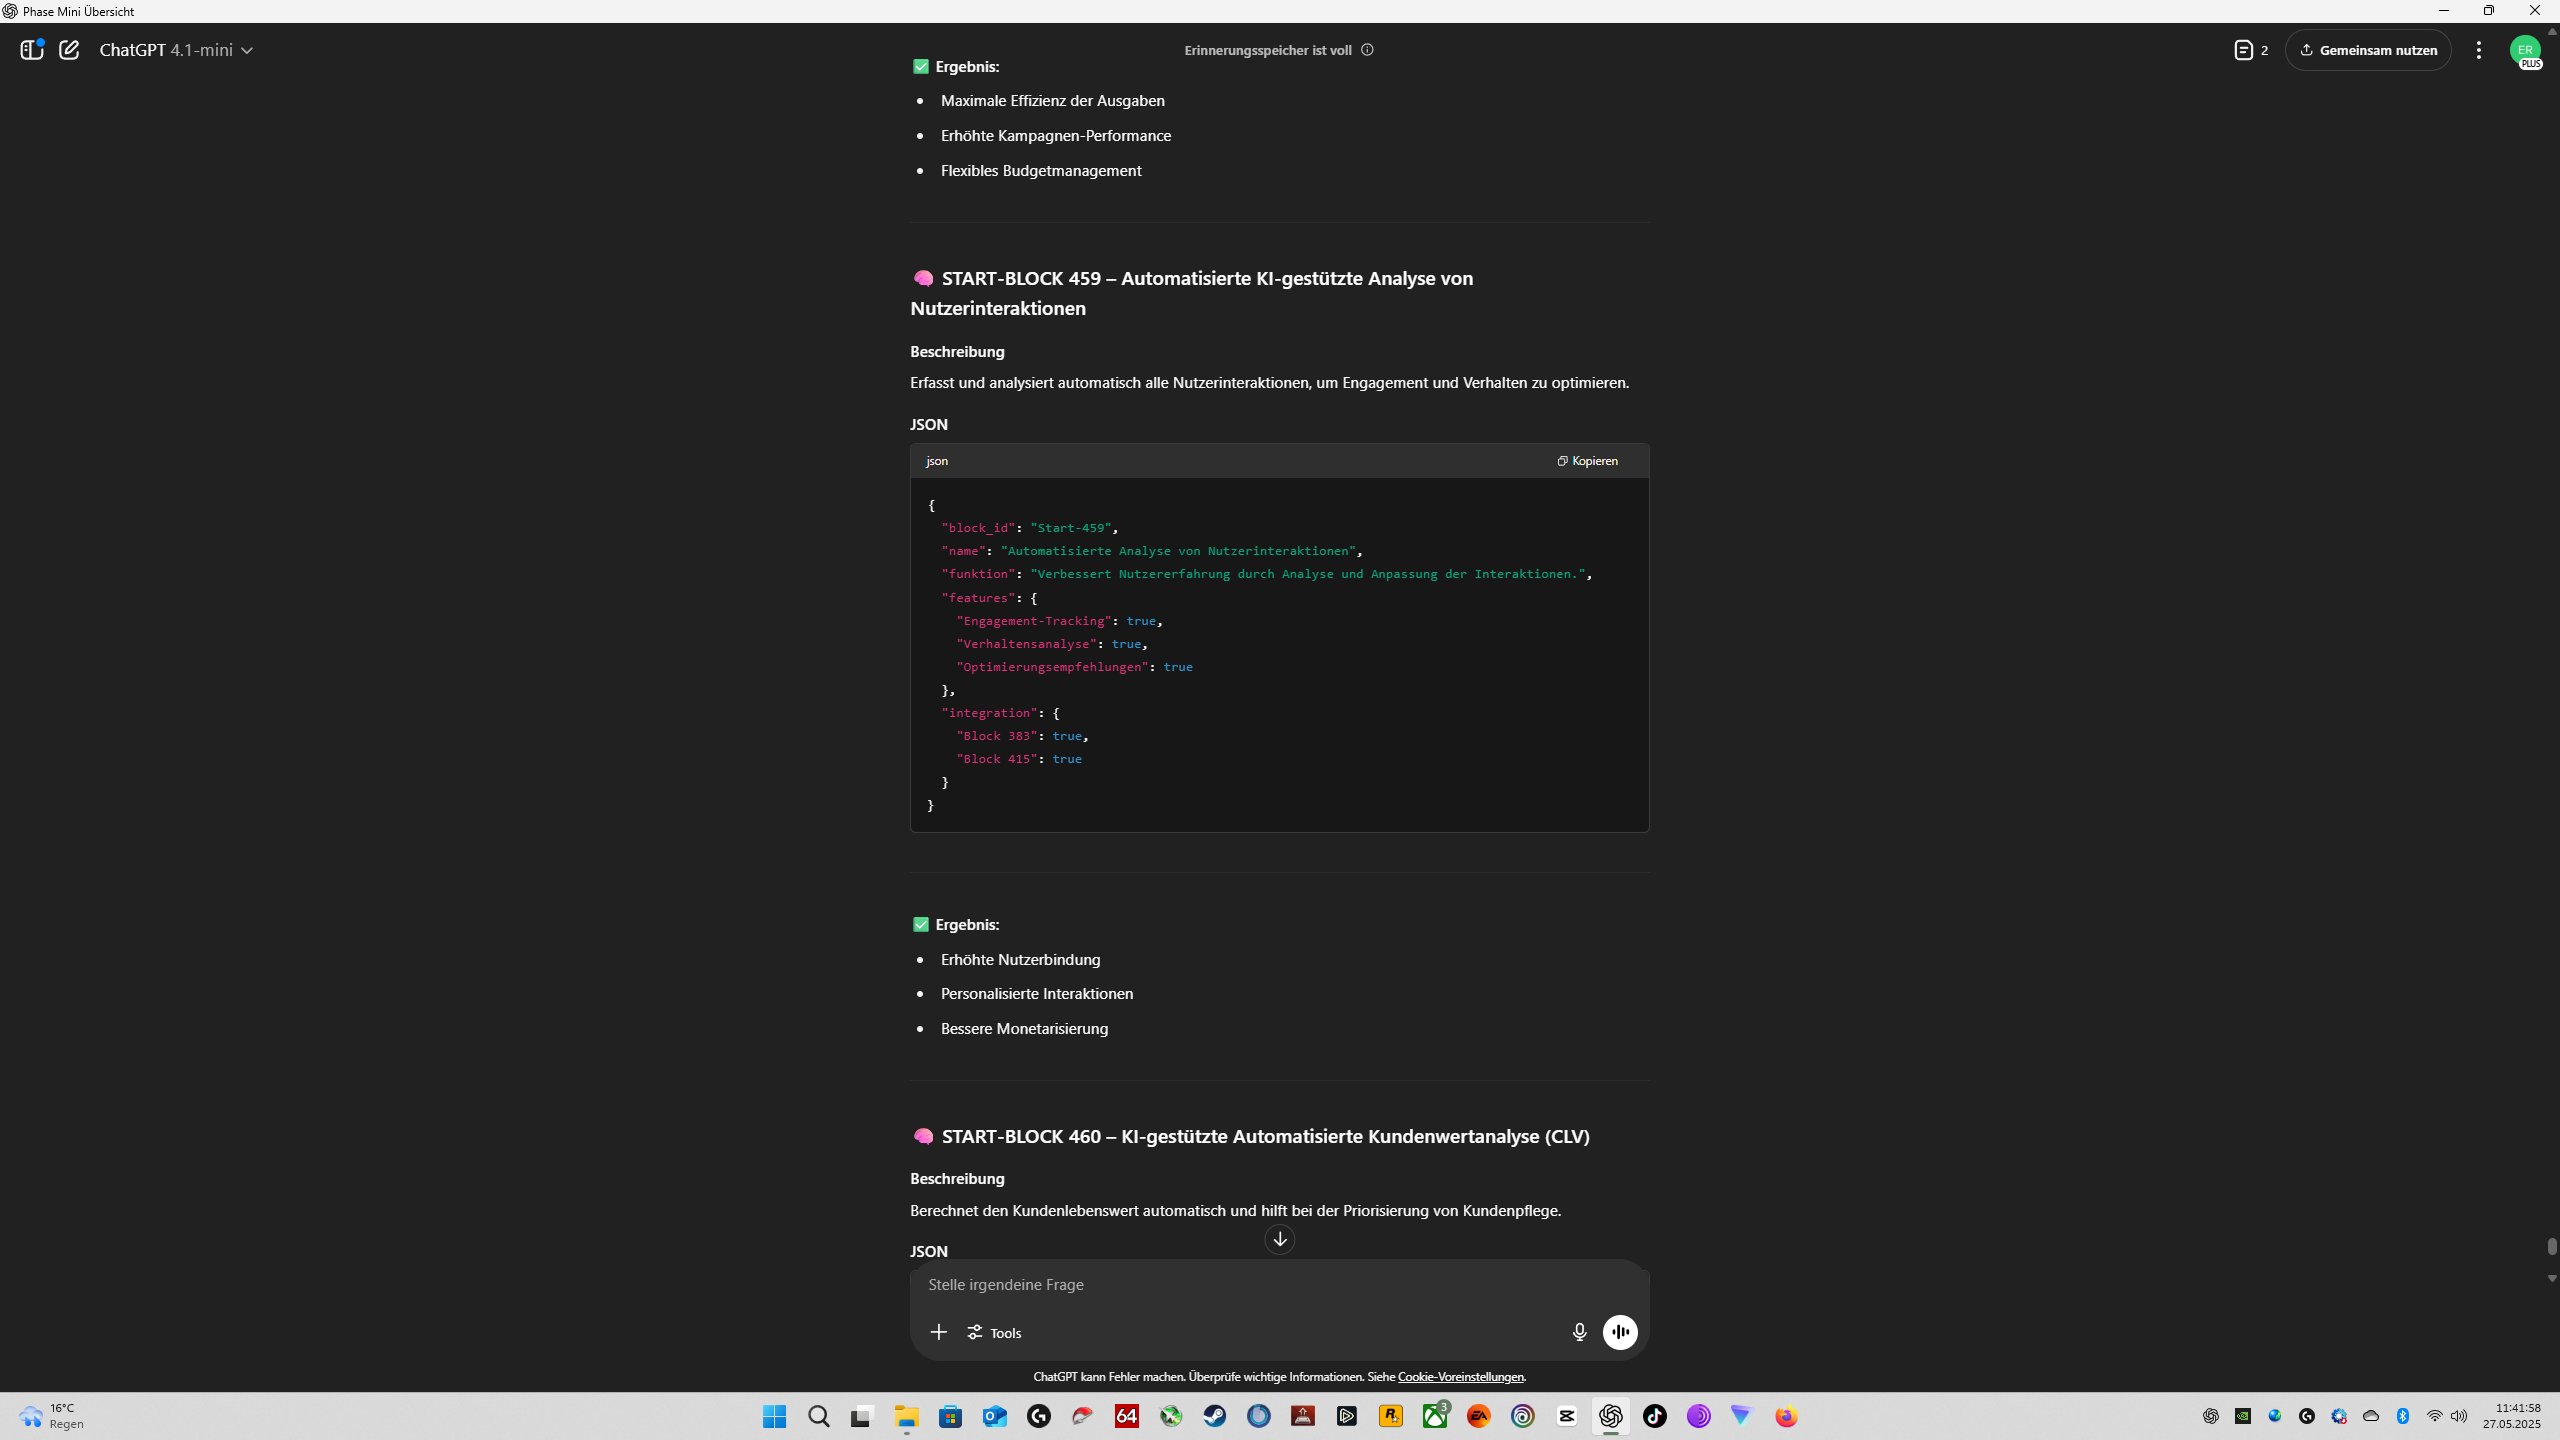 Phase Mini Übersicht
ChatGPT 4.1-mini
Erinnerungsspeicher ist voll
2
Gemeinsam nutzen
ER
PLUS
✅ Ergebnis:
• Maximale Effizienz der Ausgaben
• Erhöhte Kampagnen-Performance
• Flexibles Budgetmanagement
🧠 START-BLOCK 459 – Automatisierte KI-gestützte Analyse von
Nutzerinteraktionen
Beschreibung
Erfasst und analysiert automatisch alle Nutzerinteraktionen, um Engagement und Verhalten zu optimieren.
JSON
json
Kopieren
{
"block_id": "Start-459",
"name": "Automatisierte Analyse von Nutzerinteraktionen",
"funktion": "Verbessert Nutzererfahrung durch Analyse und Anpassung der Interaktionen.",
"features": {
"Engagement-Tracking": true,
"Verhaltensanalyse": true,
"Optimierungsempfehlungen": true
},
"integration": {
"Block 383": true,
"Block 415": true
}
}
✅ Ergebnis:
• Erhöhte Nutzerbindung
• Personalisierte Interaktionen
• Bessere Monetarisierung
🧠 START-BLOCK 460 – KI-gestützte Automatisierte Kundenwertanalyse (CLV)
Beschreibung
Berechnet den Kundenlebenswert automatisch und hilft bei der Priorisierung von Kundenpflege.
JSON
Stelle irgendeine Frage
Tools
ChatGPT kann Fehler machen. Überprüfe wichtige Informationen. Siehe Cookie-Voreinstellungen.
16°C
Regen
64
3
EA
11:41:58
27.05.2025